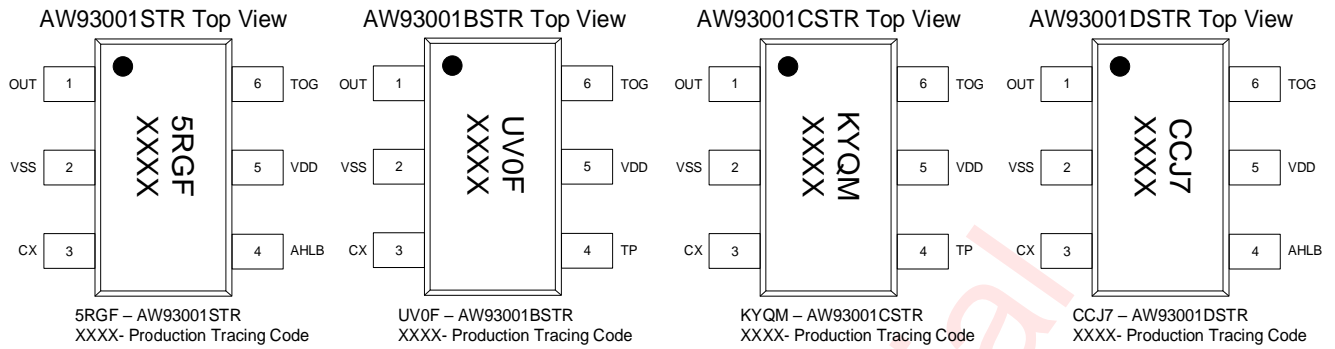 AW93001STR Top View
OUT 1 6 TOG
VSS 2 5 VDD
CX 3 4 AHLB
5RGF
XXXX
5RGF – AW93001STR
XXXX- Production Tracing Code
AW93001BSTR Top View
OUT 1 6 TOG
VSS 2 5 VDD
CX 3 4 TP
UV0F
XXXX
UV0F – AW93001BSTR
XXXX- Production Tracing Code
AW93001CSTR Top View
OUT 1 6 TOG
VSS 2 5 VDD
CX 3 4 TP
KYQM
XXXX
KYQM – AW93001CSTR
XXXX- Production Tracing Code
AW93001DSTR Top View
OUT 1 6 TOG
VSS 2 5 VDD
CX 3 4 AHLB
CCJ7
XXXX
CCJ7 – AW93001DSTR
XXXX- Production Tracing Code